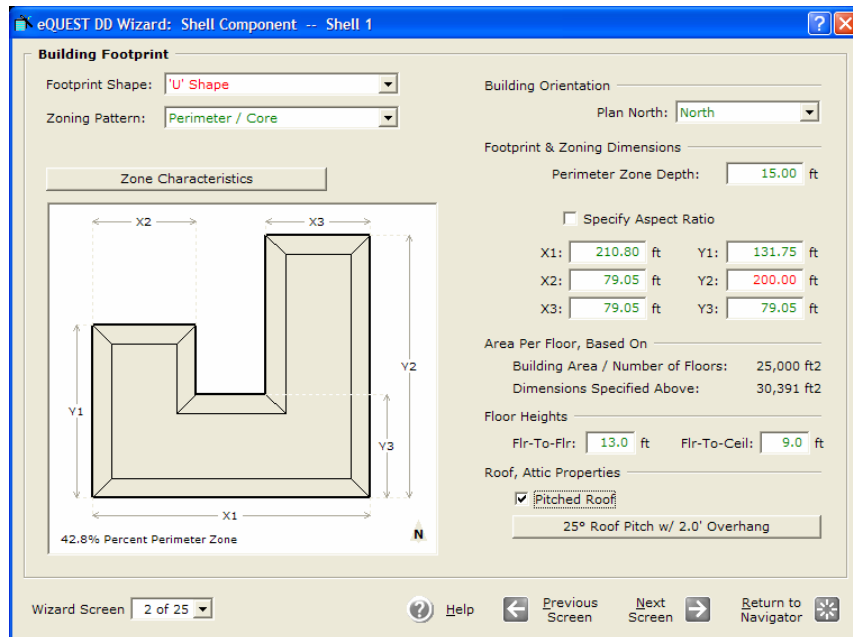 eQUEST DD Wizard: Shell Component -- Shell 1
Building Footprint
Footprint Shape: 'U' Shape
Zoning Pattern: Perimeter / Core
Zone Characteristics
X2
X3
Y1
Y2
Y3
X1
42.8% Percent Perimeter Zone
N
Building Orientation
Plan North: North
Footprint & Zoning Dimensions
Perimeter Zone Depth: 15.00 ft
Specify Aspect Ratio
X1: 210.80 ft Y1: 131.75 ft
X2: 79.05 ft Y2: 200.00 ft
X3: 79.05 ft Y3: 79.05 ft
Area Per Floor, Based On
Building Area / Number of Floors: 25,000 ft2
Dimensions Specified Above: 30,391 ft2
Floor Heights
Flr-To-Flr: 13.0 ft Flr-To-Ceil: 9.0 ft
Roof, Attic Properties
Pitched Roof
25° Roof Pitch w/ 2.0' Overhang
Wizard Screen 2 of 25
? Help
Previous Screen
Next Screen
Return to Navigator